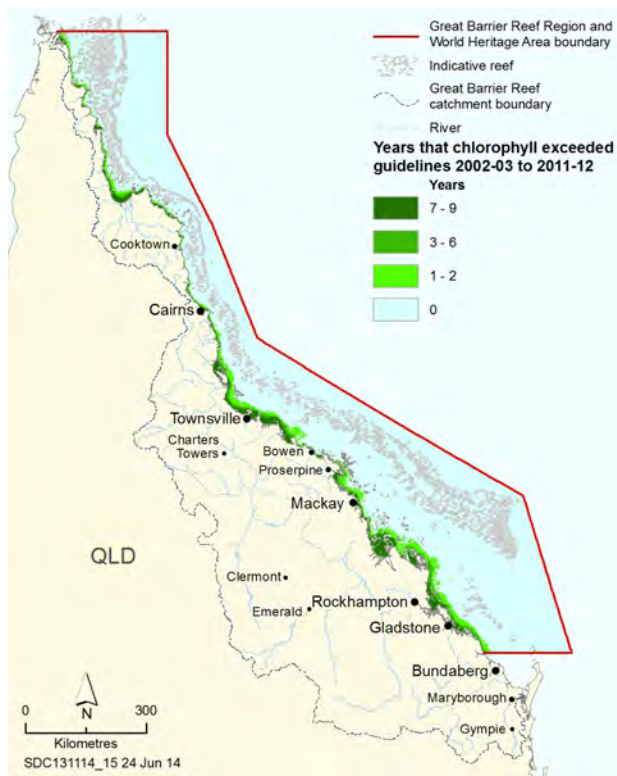 Great Barrier Reef Region and
World Heritage Area boundary
Indicative reef
Great Barrier Reef
catchment boundary
River
Years that chlorophyll exceeded
guidelines 2002-03 to 2011-12
Years
7 - 9
3 - 6
1 - 2
0
Cooktown
Cairns
Townsville
Charters
Towers
Bowen
Proserpine
Mackay
QLD
Clermont
Emerald
Rockhampton
Gladstone
Bundaberg
Maryborough
Gympie
0
N
300
Kilometres
SDC131114_15 24 Jun 14